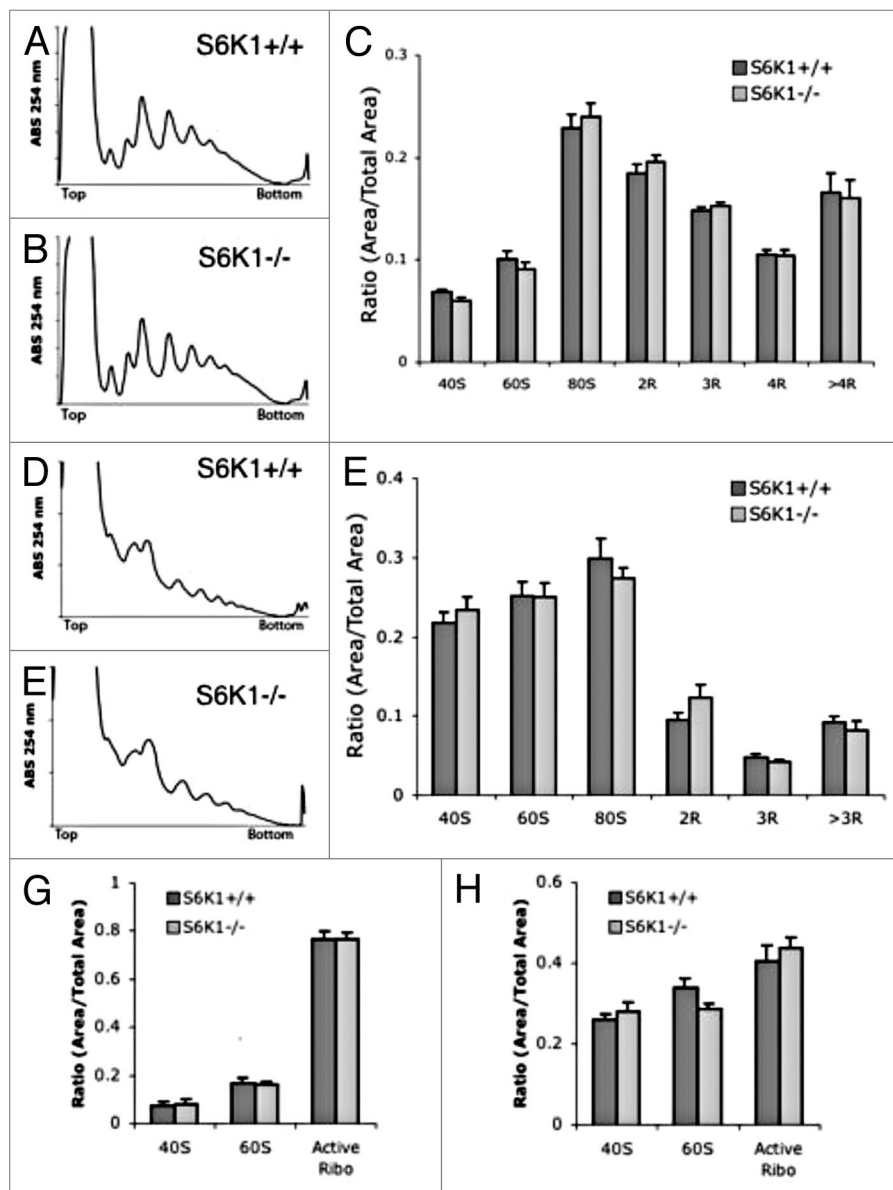 A
S6K1+/+
ABS 254 nm
Top Bottom
B
S6K1-/-
ABS 254 nm
Top Bottom
C
0.3
0.2
0.1
0
Ratio (Area/Total Area)
S6K1+/+
S6K1-/-
40S 60S 80S 2R 3R 4R >4R
D
S6K1+/+
ABS 254 nm
Top Bottom
E
S6K1-/-
ABS 254 nm
Top Bottom
E
0.4
0.3
0.2
0.1
0
Ratio (Area/Total Area)
S6K1+/+
S6K1-/-
40S 60S 80S 2R 3R >3R
G
1
0.8
0.6
0.4
0.2
0
Ratio (Area/Total Area)
S6K1+/+
S6K1-/-
40S 60S Active
Ribo
H
0.6
0.4
0.2
0
Ratio (Area/Total Area)
S6K1+/+
S6K1-/-
40S 60S Active
Ribo